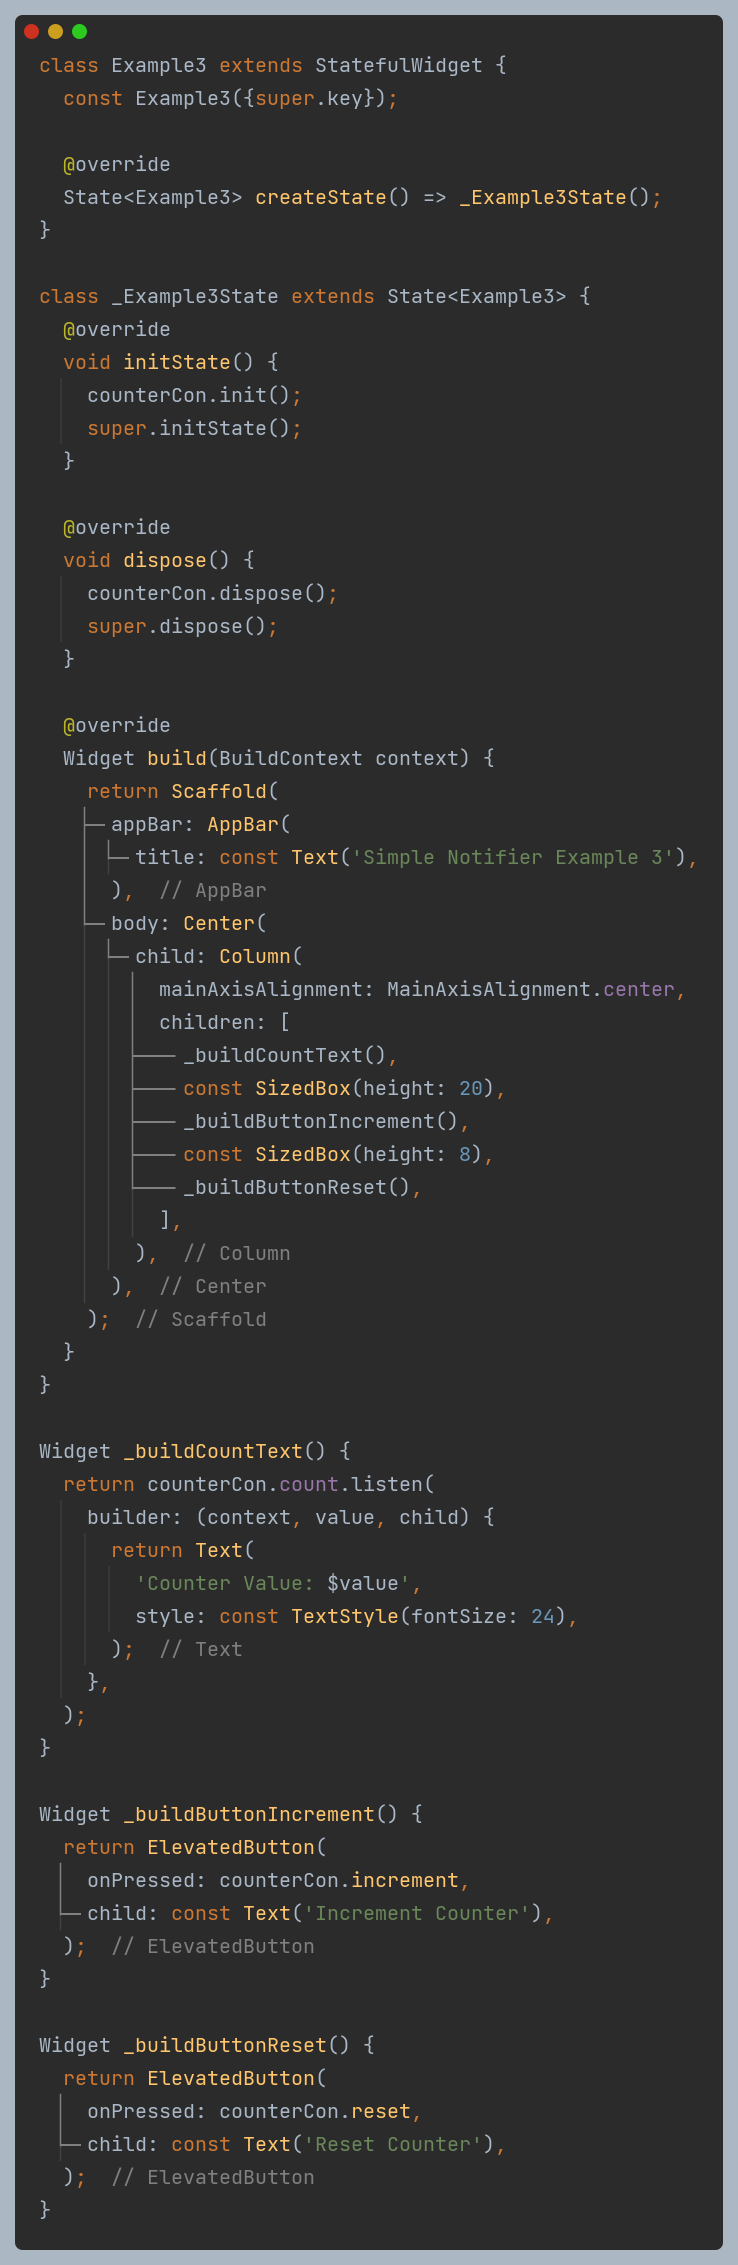 class Example3 extends StatefulWidget {
  const Example3({super.key});

  @override
  State<Example3> createState() => _Example3State();
}

class _Example3State extends State<Example3> {
  @override
  void initState() {
    counterCon.init();
    super.initState();
  }

  @override
  void dispose() {
    counterCon.dispose();
    super.dispose();
  }

  @override
  Widget build(BuildContext context) {
    return Scaffold(
      appBar: AppBar(
        title: const Text('Simple Notifier Example 3'),
      ),  // AppBar
      body: Center(
        child: Column(
          mainAxisAlignment: MainAxisAlignment.center,
          children: [
            _buildCountText(),
            const SizedBox(height: 20),
            _buildButtonIncrement(),
            const SizedBox(height: 8),
            _buildButtonReset(),
          ],
        ),  // Column
      ),  // Center
    );  // Scaffold
  }
}

Widget _buildCountText() {
  return counterCon.count.listen(
    builder: (context, value, child) {
      return Text(
        'Counter Value: $value',
        style: const TextStyle(fontSize: 24),
      );  // Text
    },
  );
}

Widget _buildButtonIncrement() {
  return ElevatedButton(
    onPressed: counterCon.increment,
    child: const Text('Increment Counter'),
  );  // ElevatedButton
}

Widget _buildButtonReset() {
  return ElevatedButton(
    onPressed: counterCon.reset,
    child: const Text('Reset Counter'),
  );  // ElevatedButton
}